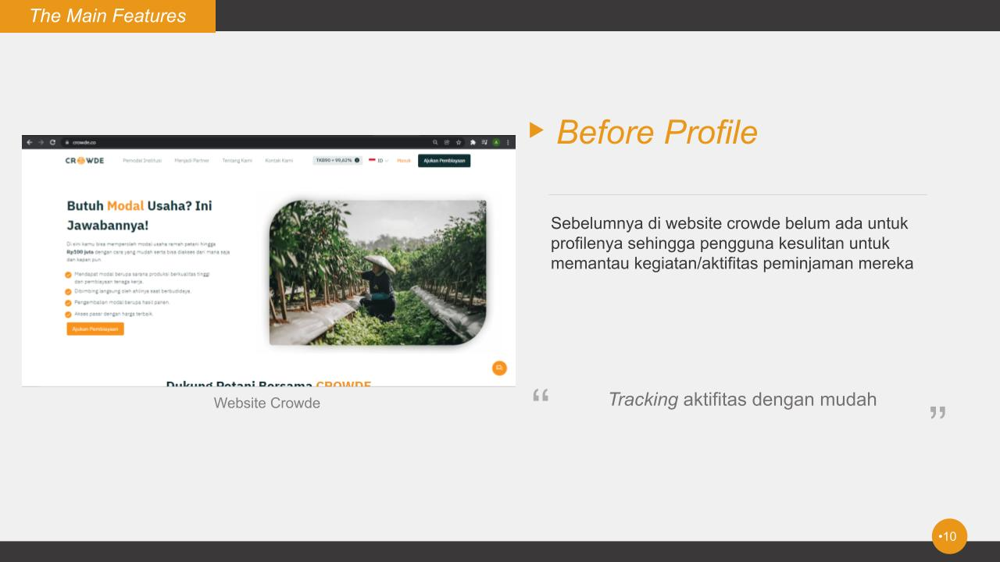 The Main Features
Before Profile
Sebelumnya di website crowde belum ada untuk
profilenya sehingga pengguna kesulitan untuk
memantau kegiatan/aktifitas peminjaman mereka
crowde.co
CROWDE
Pemodal Institusi
Menjadi Partner
Tentang Kami
Kontak Kami
TKB90 = 99,62%
ID
Masuk
Ajukan Pembiayaan
Butuh Modal Usaha? Ini
Jawabannya!
Di sini kamu bisa memperoleh modal usaha ramah petani hingga
Rp100 juta dengan cara yang mudah serta bisa diakses dari mana saja
dan kapan pun.
Mendapat modal berupa sarana produksi berkualitas tinggi
dan pembiayaan tenaga kerja.
Dibimbing langsung oleh ahlinya saat berbudidaya.
Pengembalian modal berupa hasil panen.
Akses pasar dengan harga terbaik.
Ajukan Pembiayaan
Dukung Petani Bersama CROWDE
Website Crowde
“ Tracking aktifitas dengan mudah ”
•10